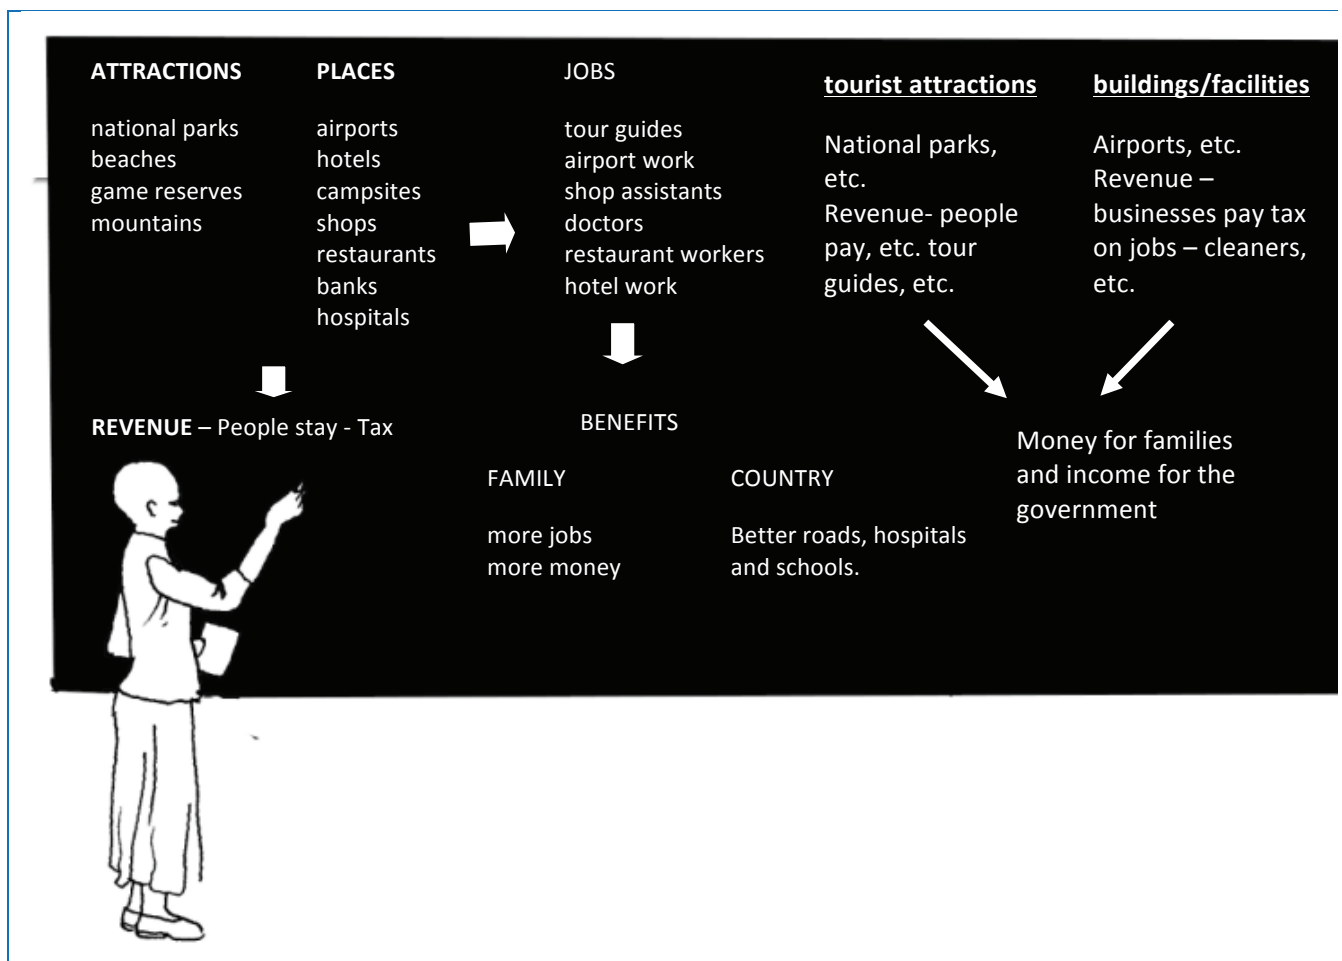 ATTRACTIONS
national parks
beaches
game reserves
mountains
PLACES
airports
hotels
campsites
shops
restaurants
banks
hospitals
JOBS
tour guides
airport work
shop assistants
doctors
restaurant workers
hotel work
tourist attractions
National parks,
etc.
Revenue- people
pay, etc. tour
guides, etc.
buildings/facilities
Airports, etc.
Revenue –
businesses pay tax
on jobs – cleaners,
etc.
REVENUE – People stay - Tax
BENEFITS
FAMILY
more jobs
more money
COUNTRY
Better roads, hospitals
and schools.
Money for families
and income for the
government